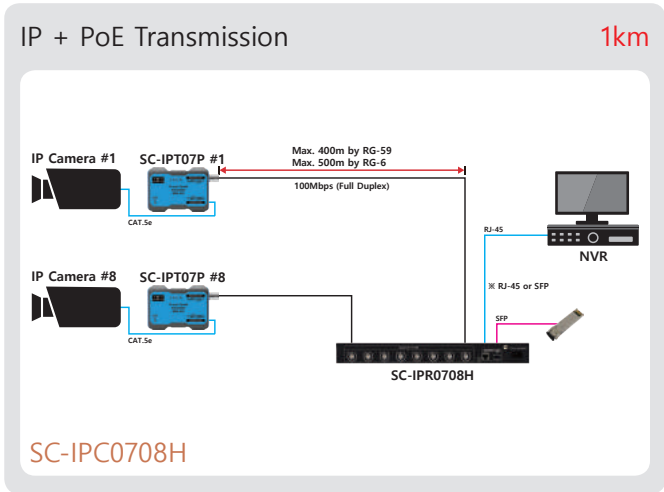 IP + PoE Transmission
1km
IP Camera #1
SC-IPT07P #1
Max. 400m by RG-59
Max. 500m by RG-6
100Mbps (Full Duplex)
CAT.5e
RJ-45
NVR
IP Camera #8
SC-IPT07P #8
※ RJ-45 or SFP
SFP
CAT.5e
SC-IPR0708H
SC-IPC0708H